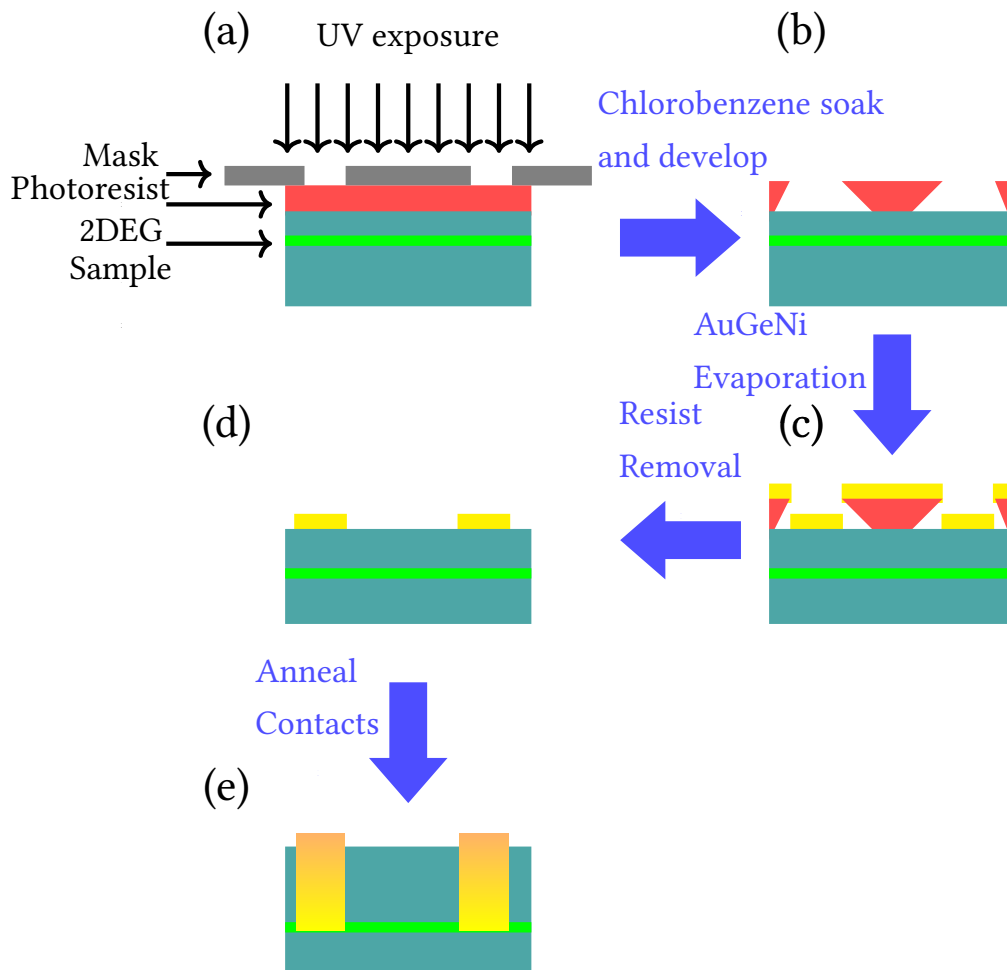 (a)
UV exposure
(b)
Chlorobenzene soak
and develop
Mask
Photoresist
2DEG
Sample
AuGeNi
Evaporation
(d)
Resist
Removal
(c)
Anneal
Contacts
(e)